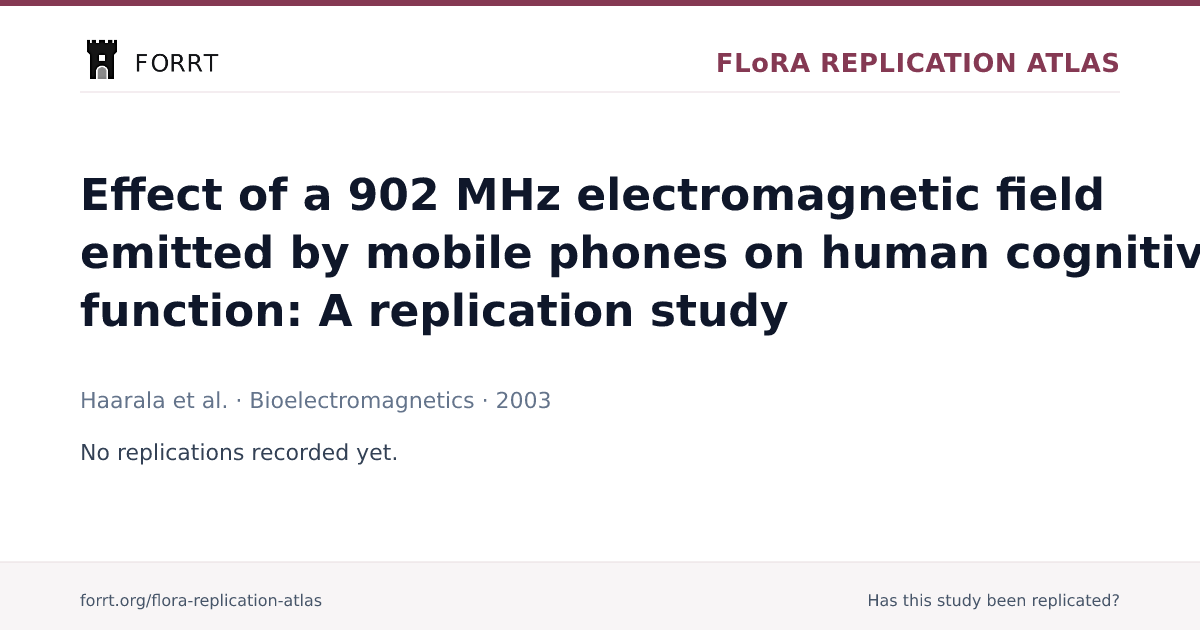 FORRT
FLoRA REPLICATION ATLAS
Effect of a 902 MHz electromagnetic field
emitted by mobile phones on human cognitiv
function: A replication study
Haarala et al. · Bioelectromagnetics · 2003
No replications recorded yet.
forrt.org/flora-replication-atlas
Has this study been replicated?